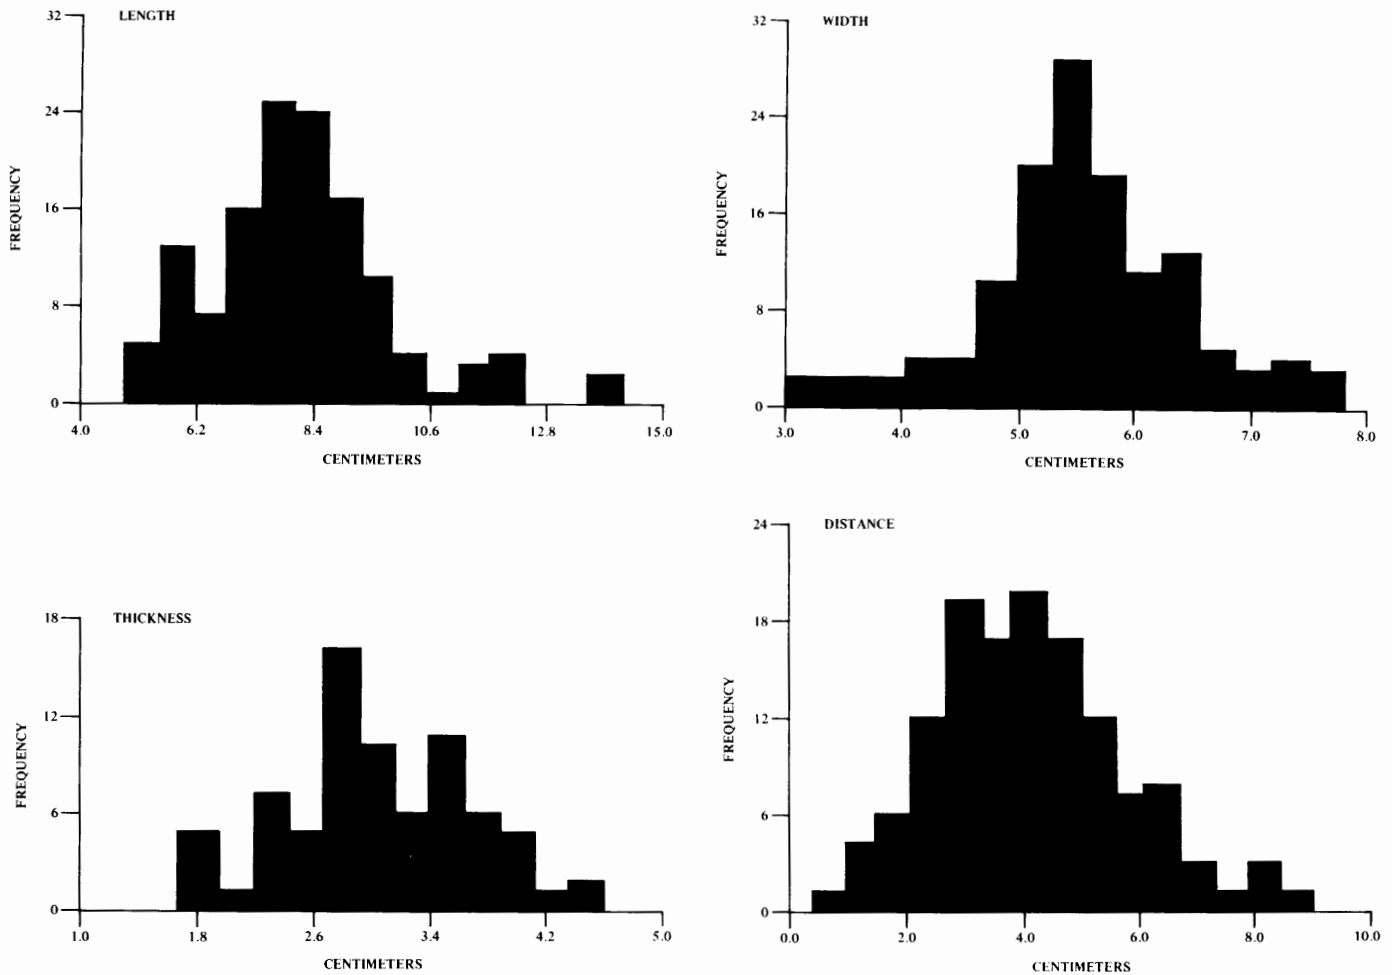 LENGTH
32
24
16
8
0
FREQUENCY
4.0 6.2 8.4 10.6 12.8 15.0
CENTIMETERS
WIDTH
32
24
16
8
0
FREQUENCY
3.0 4.0 5.0 6.0 7.0 8.0
CENTIMETERS
THICKNESS
18
12
6
0
FREQUENCY
1.0 1.8 2.6 3.4 4.2 5.0
CENTIMETERS
DISTANCE
24
18
12
6
0
FREQUENCY
0.0 2.0 4.0 6.0 8.0 10.0
CENTIMETERS